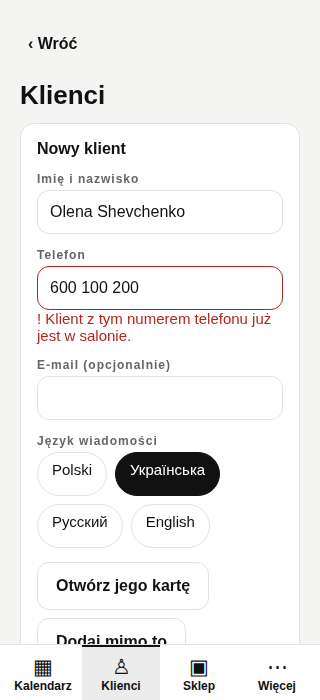 ‹ Wróć
Klienci
Nowy klient
Imię i nazwisko
Olena Shevchenko
Telefon
600 100 200
! Klient z tym numerem telefonu już
jest w salonie.
E-mail (opcjonalnie)
Język wiadomości
Polski Українська
Русский English
Otwórz jego kartę
Dodaj mimo to
Kalendarz Klienci Sklep Więcej